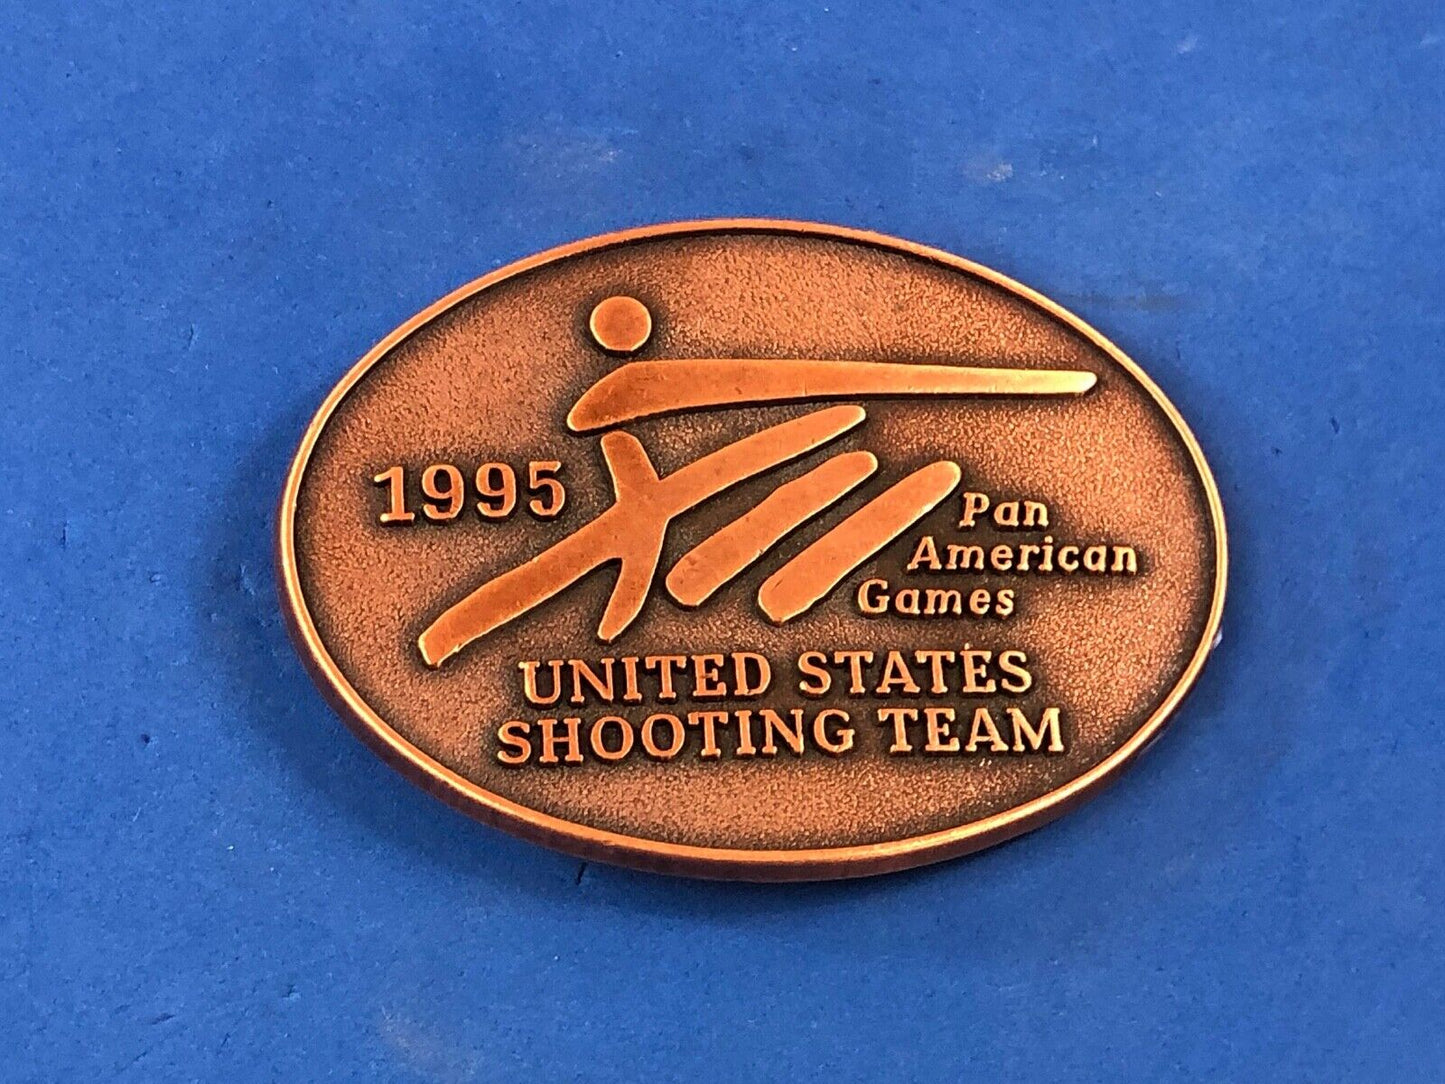 1995
Pan
American
Games
UNITED STATES
SHOOTING TEAM